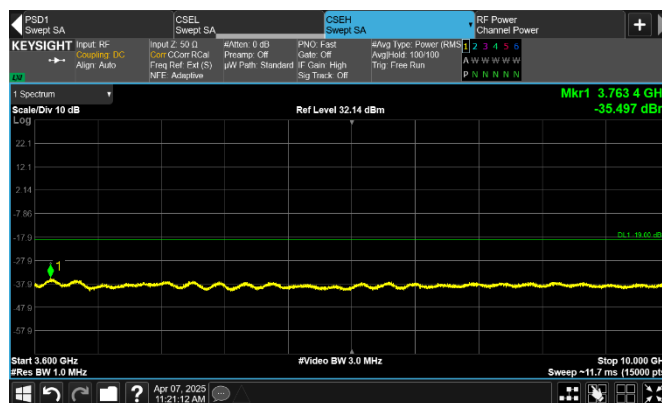 PSD1
Swept SA
CSEL
Swept SA
CSEH
Swept SA
RF Power
Channel Power
+
KEYSIGHT
Input: RF
Coupling: DC
Align: Auto
Input Z: 50 Ω
Corr CCorr RCal
Freq Ref: Ext (S)
NFE: Adaptive
#Atten: 0 dB
Preamp: Off
µW Path: Standard
PNO: Fast
Gate: Off
IF Gain: High
Sig Track: Off
#Avg Type: Power (RMS
Avg|Hold: 100/100
Trig: Free Run
1 2 3 4 5 6
A W W W W W
P N N N N N
1 Spectrum
Scale/Div 10 dB
Ref Level 32.14 dBm
Mkr1 3.763 4 GH
-35.497 dBr
Log
22.1
12.1
2.14
-7.86
-17.9
DL1 -19.60 dB
-27.9
1
-37.9
-47.9
-57.9
Start 3.600 GHz
#Video BW 3.0 MHz
Stop 10.000 GH
#Res BW 1.0 MHz
Sweep ~11.7 ms (15000 pts
?
Apr 07, 2025
11:21:12 AM